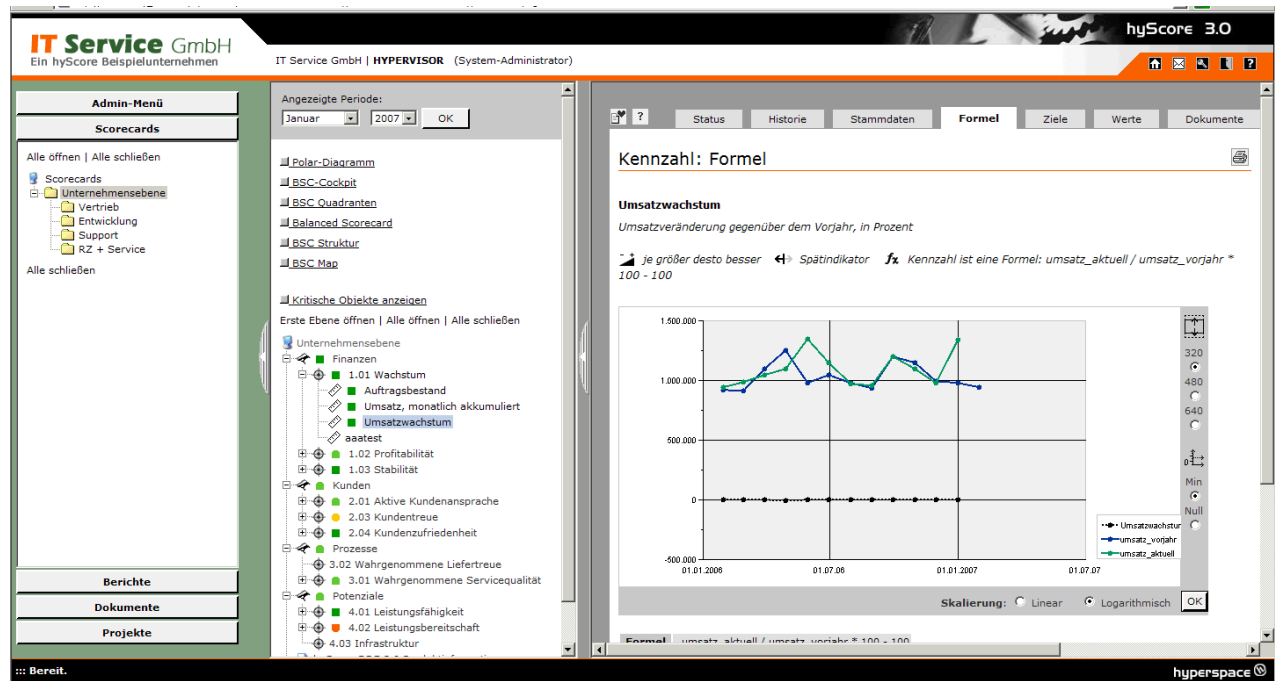 hyScore 3.0
IT Service GmbH
Ein hyScore Beispielunternehmen
IT Service GmbH | HYPERVISOR (System-Administrator)
Admin-Menü
Scorecards
Alle öffnen | Alle schließen
Scorecards
Unternehmensebene
Vertrieb
Entwicklung
Support
RZ + Service
Alle schließen
Berichte
Dokumente
Projekte
Angezeigte Periode:
Januar 2007 OK
Polar-Diagramm
BSC-Cockpit
BSC Quadranten
Balanced Scorecard
BSC Struktur
BSC Map
Kritische Objekte anzeigen
Erste Ebene öffnen | Alle öffnen | Alle schließen
Unternehmensebene
Finanzen
1.01 Wachstum
Auftragsbestand
Umsatz, monatlich akkumuliert
Umsatzwachstum
aaatest
1.02 Profitabilität
1.03 Stabilität
Kunden
2.01 Aktive Kundenansprache
2.03 Kundentreue
2.04 Kundenzufriedenheit
Prozesse
3.02 Wahrgenommene Liefertreue
3.01 Wahrgenommene Servicequalität
Potenziale
4.01 Leistungsfähigkeit
4.02 Leistungsbereitschaft
4.03 Infrastruktur
? Status Historie Stammdaten Formel Ziele Werte Dokumente
Kennzahl: Formel
Umsatzwachstum
Umsatzveränderung gegenüber dem Vorjahr, in Prozent
je größer desto besser Spätindikator fx Kennzahl ist eine Formel: umsatz_aktuell / umsatz_vorjahr *
100 - 100
1.500.000
1.000.000
500.000
0
-500.000
01.01.2006 01.07.06 01.01.2007 01.07.07
Umsatzwachstur
umsatz_vorjahr
umsatz_aktuell
320
480
640
0
Min
Null
Skalierung: Linear Logarithmisch OK
Formel umsatz_aktuell / umsatz_vorjahr * 100 - 100
::: Bereit.
hyperspace